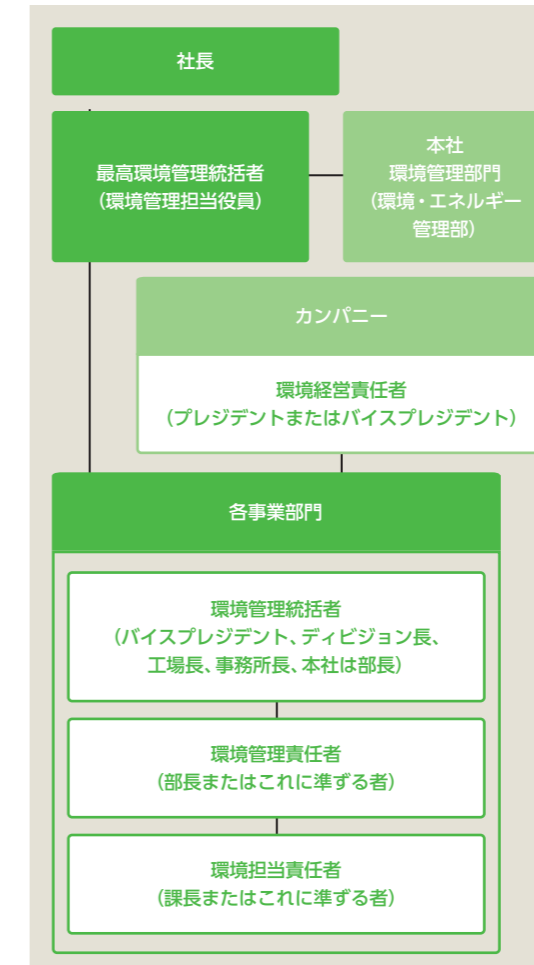 社長
最高環境管理統括者
（環境管理担当役員）
本社
環境管理部門
（環境・エネルギー
管理部）
カンパニー
環境経営責任者
（プレジデントまたはバイスプレジデント）
各事業部門
環境管理統括者
（バイスプレジデント、ディビジョン長、
工場長、事務所長、本社は部長）
環境管理責任者
（部長またはこれに準ずる者）
環境担当責任者
（課長またはこれに準ずる者）